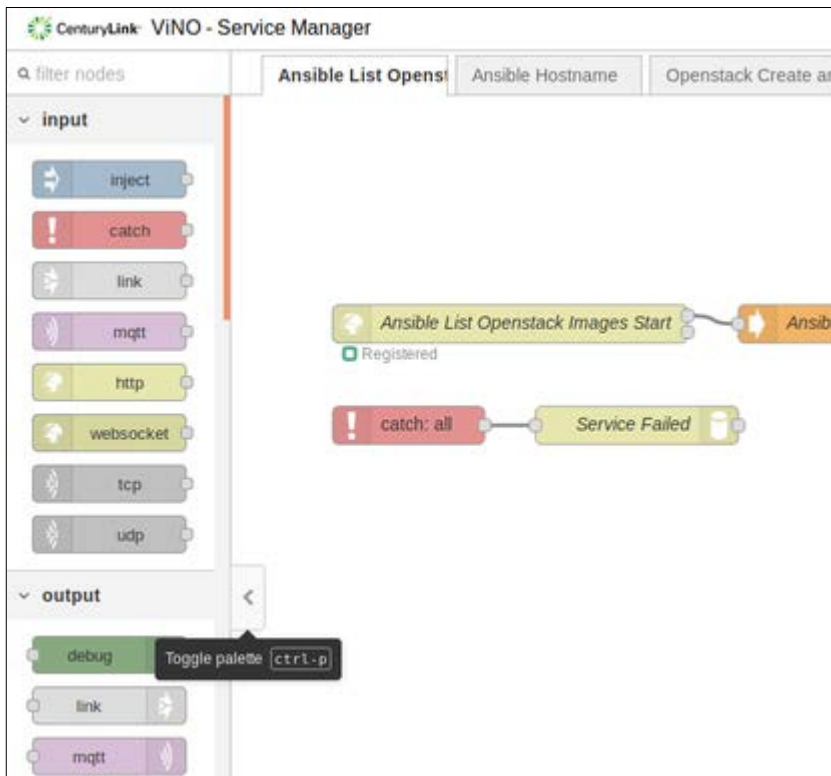 CenturyLink ViNO - Service Manager
filter nodes
Ansible List Openst
Ansible Hostname
Openstack Create a
input
inject
catch
link
mqtt
http
websocket
tcp
udp
Ansible List Openstack Images Start
Ansib
Registered
catch: all
Service Failed
output
debug
Toggle palette ctrl-p
link
mqtt